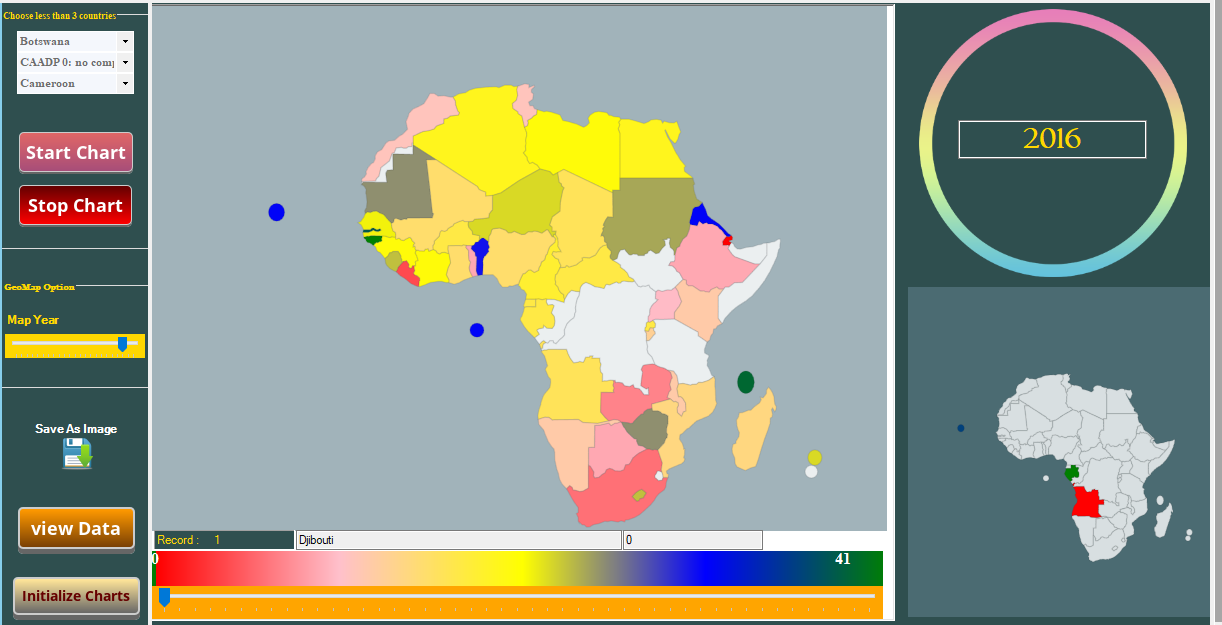 Choose less than 3 countries
Botswana
CAADP 0: no comp
Cameroon
Start Chart
Stop Chart
GeoMap Option
Map Year
Save As Image
view Data
Initialize Charts
Record : 1
Djibouti
0
0
41
2016